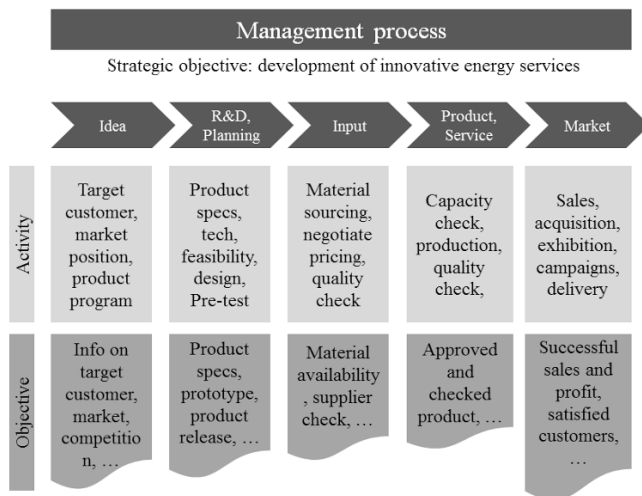 Management process
Strategic objective: development of innovative energy services
Idea
R&D,
Planning
Input
Product,
Service
Market
Activity
Target
customer,
market
position,
product
program
Product
specs,
tech,
feasibility,
design,
Pre-test
Material
sourcing,
negotiate
pricing,
quality
check
Capacity
check,
production,
quality
check,
Sales,
acquisition,
exhibition,
campaigns,
delivery
Objective
Info on
target
customer,
market,
competitio
n, …
Product
specs,
prototype,
product
release, …
Material
availability
, supplier
check, …
Approved
and
checked
product, …
Successful
sales and
profit,
satisfied
customers,
…